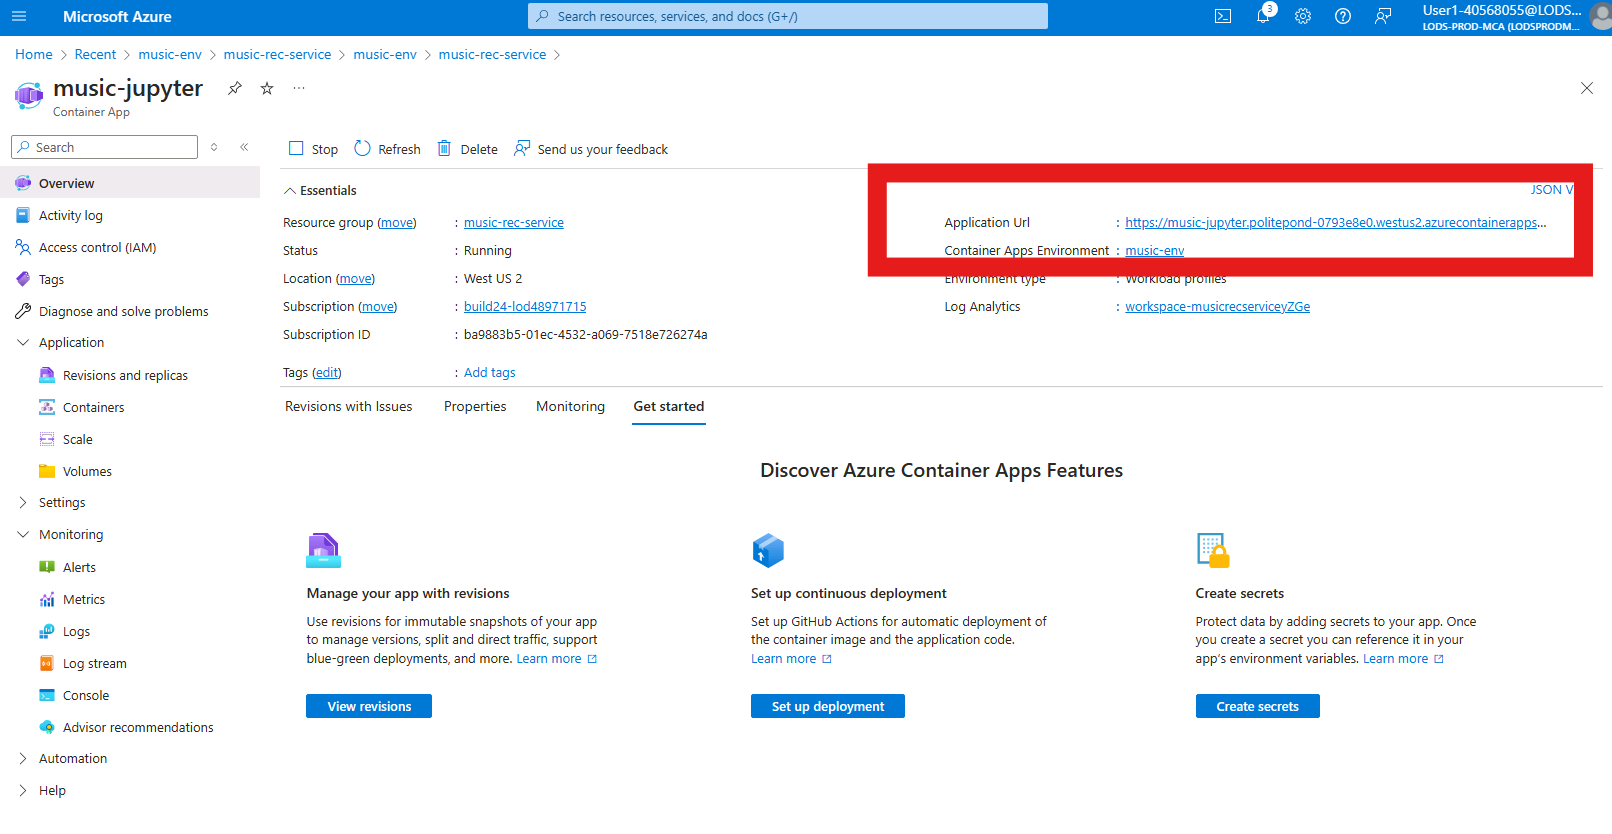 Microsoft Azure
Search resources, services, and docs (G+/)
3
User1-40568055@LODS...
LODS-PROD-MCA (LODSPRODM...
Home > Recent > music-env > music-rec-service > music-env > music-rec-service >
music-jupyter
Container App
Search
Stop Refresh Delete Send us your feedback
Overview
Activity log
Access control (IAM)
Tags
Diagnose and solve problems
Application
Revisions and replicas
Containers
Scale
Volumes
Settings
Monitoring
Alerts
Metrics
Logs
Log stream
Console
Advisor recommendations
Automation
Help
Essentials
JSON V
Resource group (move) : music-rec-service
Status : Running
Location (move) : West US 2
Subscription (move) : build24-lod48971715
Subscription ID : ba9883b5-01ec-4532-a069-7518e726274a
Tags (edit) : Add tags
Application Url : https://music-jupyter.politepond-0793e8e0.westus2.azurecontainerapps...
Container Apps Environment : music-env
Environment type : Workload profiles
Log Analytics : workspace-musicrecserviceyZGe
Revisions with Issues Properties Monitoring Get started
Discover Azure Container Apps Features
Manage your app with revisions
Use revisions for immutable snapshots of your app
to manage versions, split and direct traffic, support
blue-green deployments, and more. Learn more
View revisions
Set up continuous deployment
Set up GitHub Actions for automatic deployment of
the container image and the application code.
Learn more
Set up deployment
Create secrets
Protect data by adding secrets to your app. Once
you create a secret you can reference it in your
app's environment variables. Learn more
Create secrets